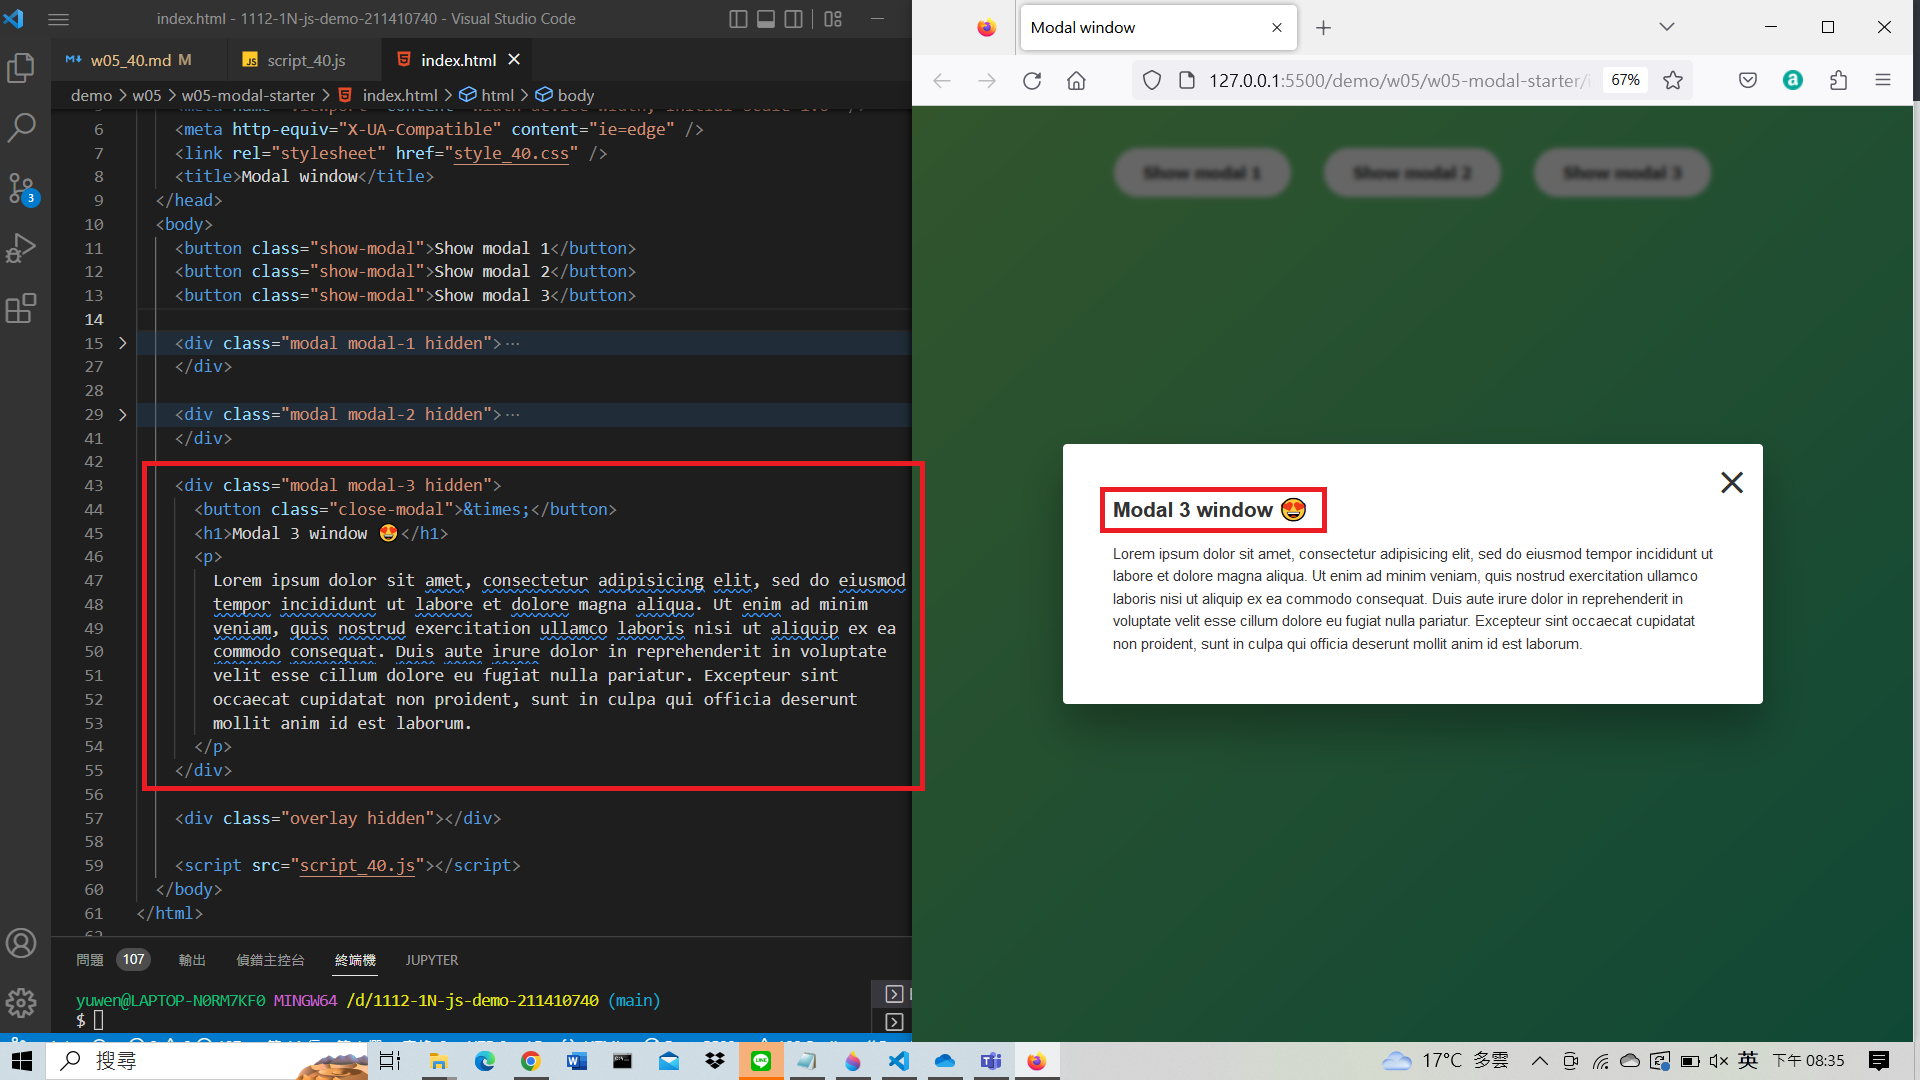 index.html - 1112-1N-js-demo-211410740 - Visual Studio Code
w05_40.md M
script_40.js
index.html
demo > w05 > w05-modal-starter > index.html > html > body
6 <meta http-equiv="X-UA-Compatible" content="ie=edge" />
7 <link rel="stylesheet" href="style_40.css" />
8 <title>Modal window</title>
9 </head>
10 <body>
11 <button class="show-modal">Show modal 1</button>
12 <button class="show-modal">Show modal 2</button>
13 <button class="show-modal">Show modal 3</button>
14
15 <div class="modal modal-1 hidden">…
27 </div>
28
29 <div class="modal modal-2 hidden">…
41 </div>
42
43 <div class="modal modal-3 hidden">
44 <button class="close-modal">&times;</button>
45 <h1>Modal 3 window 😍</h1>
46 <p>
47 Lorem ipsum dolor sit amet, consectetur adipisicing elit, sed do eiusmod
48 tempor incididunt ut labore et dolore magna aliqua. Ut enim ad minim
49 veniam, quis nostrud exercitation ullamco laboris nisi ut aliquip ex ea
50 commodo consequat. Duis aute irure dolor in reprehenderit in voluptate
51 velit esse cillum dolore eu fugiat nulla pariatur. Excepteur sint
52 occaecat cupidatat non proident, sunt in culpa qui officia deserunt
53 mollit anim id est laborum.
54 </p>
55 </div>
56
57 <div class="overlay hidden"></div>
58
59 <script src="script_40.js"></script>
60 </body>
61 </html>
3
問題 107 輸出 偵錯主控台 終端機 JUPYTER
yuwen@LAPTOP-N0RM7KF0 MINGW64 /d/1112-1N-js-demo-211410740 (main)
$
Modal window
127.0.0.1:5500/demo/w05/w05-modal-starter/
67%
Show modal 1
Show modal 2
Show modal 3
Modal 3 window 😍
Lorem ipsum dolor sit amet, consectetur adipisicing elit, sed do eiusmod tempor incididunt ut
labore et dolore magna aliqua. Ut enim ad minim veniam, quis nostrud exercitation ullamco
laboris nisi ut aliquip ex ea commodo consequat. Duis aute irure dolor in reprehenderit in
voluptate velit esse cillum dolore eu fugiat nulla pariatur. Excepteur sint occaecat cupidatat
non proident, sunt in culpa qui officia deserunt mollit anim id est laborum.
搜尋
17°C 多雲
英
下午 08:35